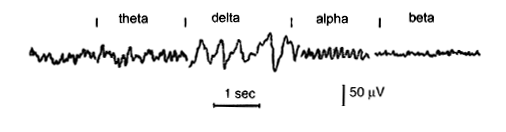 theta delta alpha beta
1 sec 50 μV